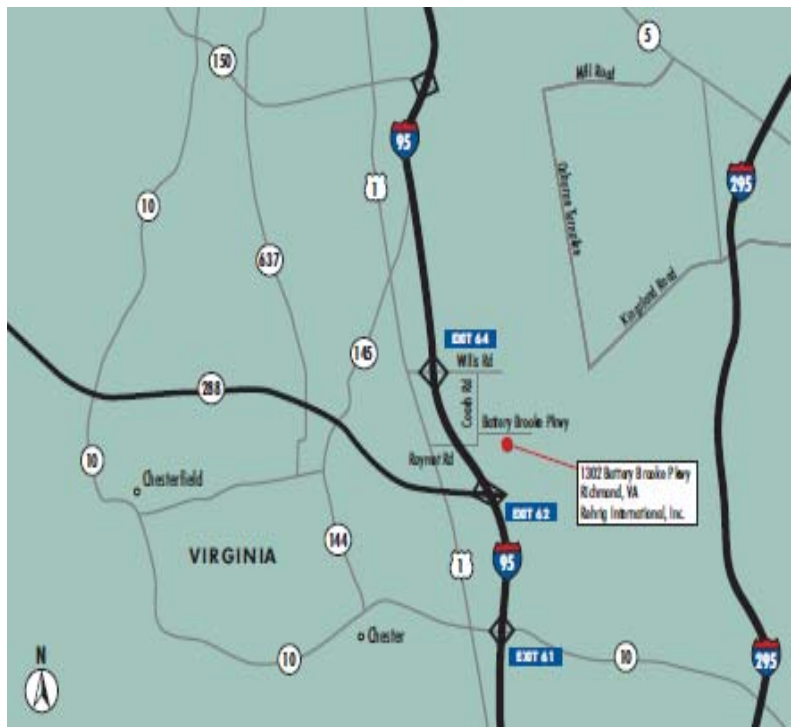 5
150
Mill Road
95
295
1
10
Osborne Turnpike
637
Kingsland Road
EXIT 64
145
Wills Rd
288
Coach Rd
Battery Brooke Pkwy
Raynor Rd
10
Chesterfield
1302 Battery Brooke Pkwy
Richmond, VA
Rehrig International, Inc.
EXIT 62
144
VIRGINIA
95
1
Chester
10
EXIT 61
10
295
N